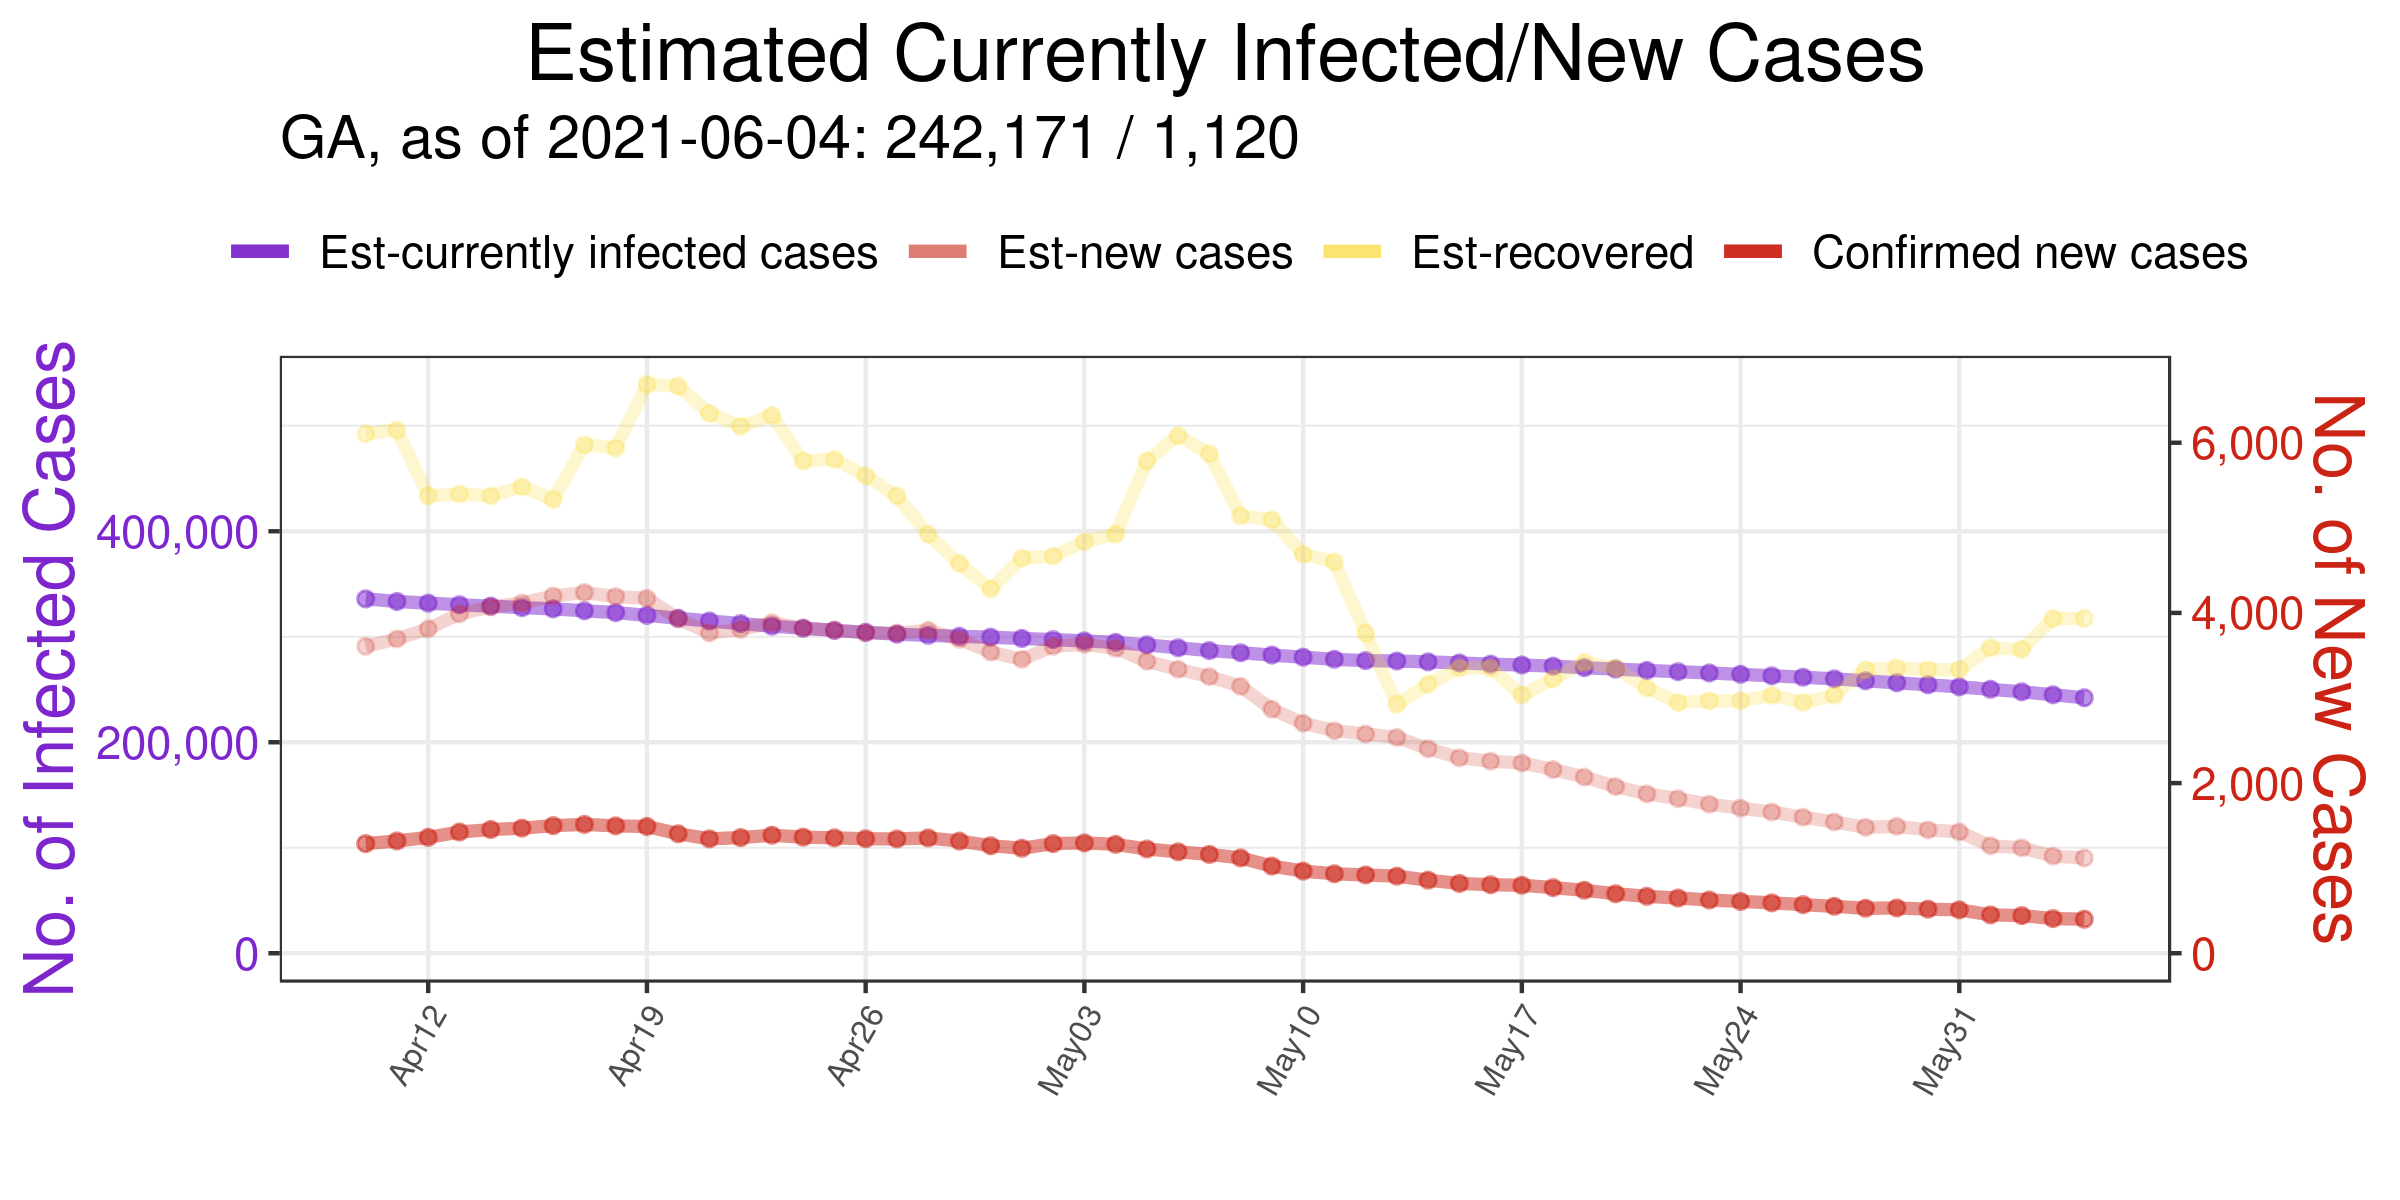 Estimated Currently Infected/New Cases
GA, as of 2021-06-04: 242,171 / 1,120
Est-currently infected cases
Est-new cases
Est-recovered
Confirmed new cases
No. of Infected Cases
400,000
200,000
0
6,000
4,000
2,000
0
No. of New Cases
Apr12
Apr19
Apr26
May03
May10
May17
May24
May31